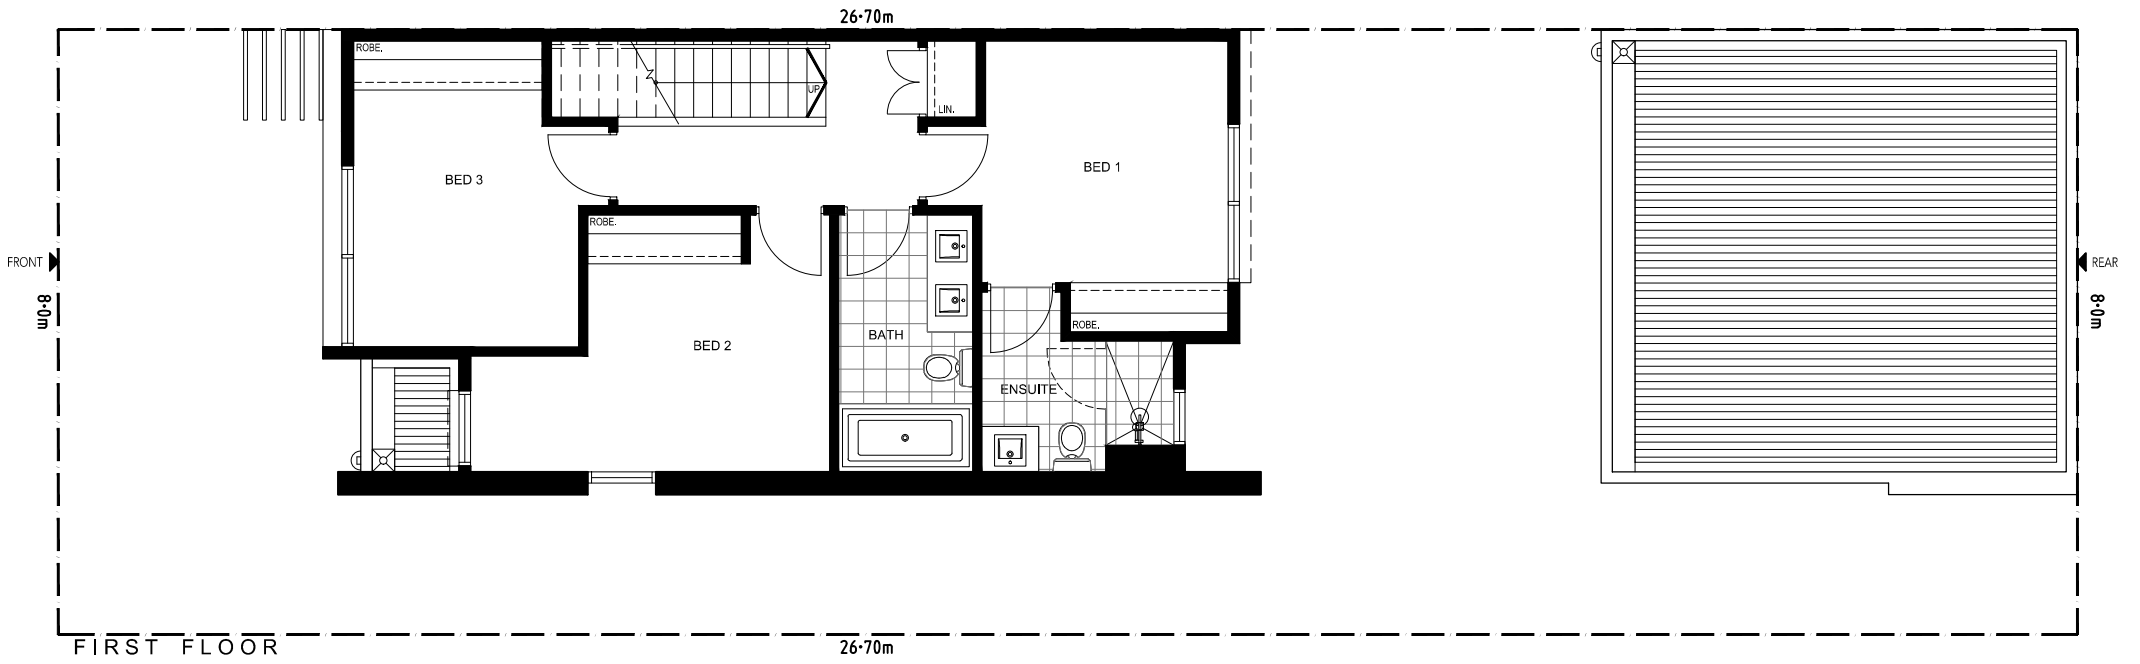 26·70m
ROBE.
UP
LIN.
BED 3
BED 1
ROBE.
FRONT
REAR
8·0m
8·0m
ROBE.
BATH
BED 2
ENSUITE
FIRST FLOOR
26·70m